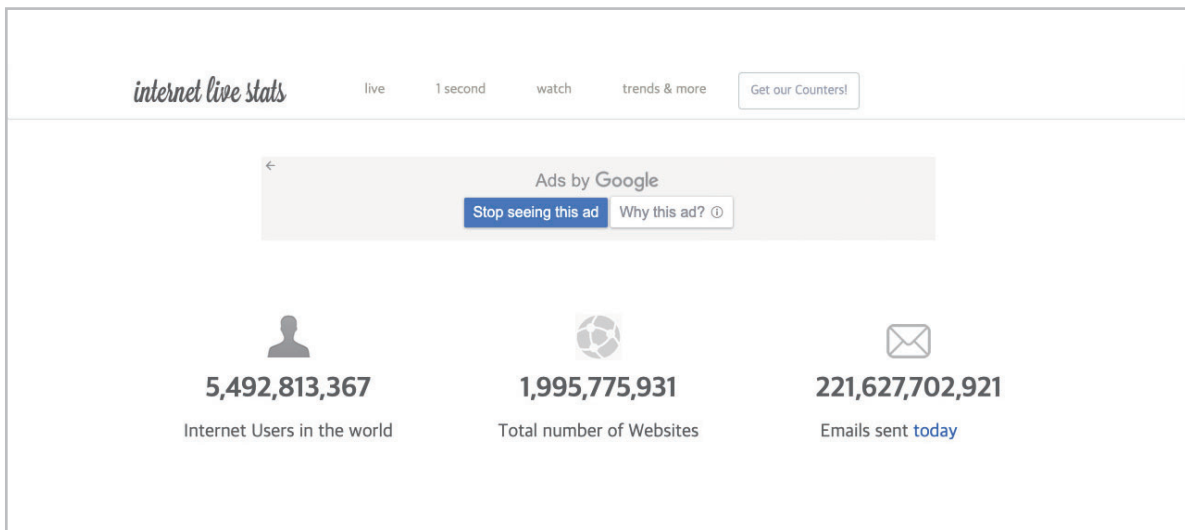 internet live stats live 1 second watch trends & more Get our Counters!
Ads by Google
Stop seeing this ad Why this ad?
5,492,813,367 1,995,775,931 221,627,702,921
Internet Users in the world Total number of Websites Emails sent today